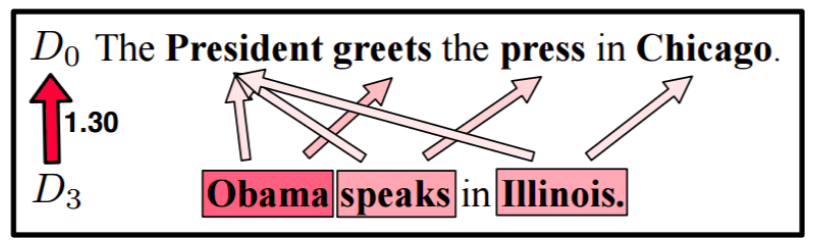 D₀ The President greets the press in Chicago.
1.30
D₃ Obama speaks in Illinois.